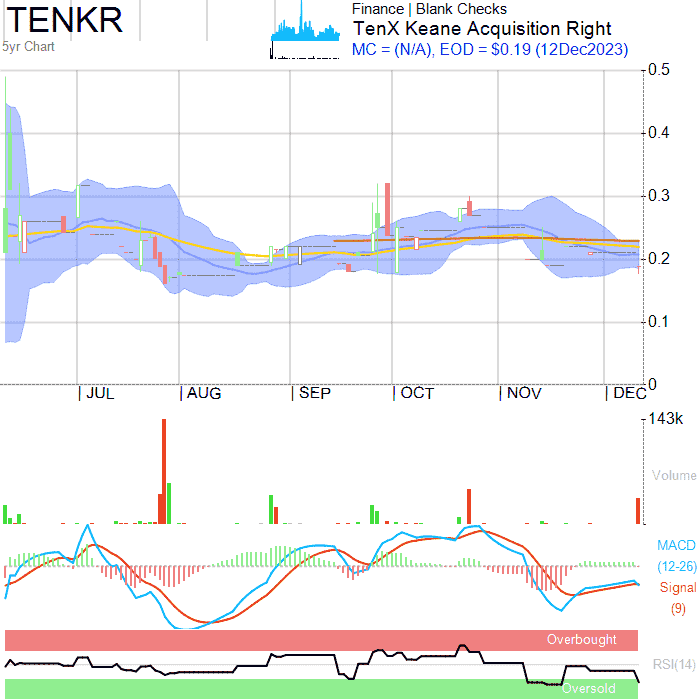 TENKR
5yr Chart
Finance | Blank Checks
TenX Keane Acquisition Right
MC = (N/A), EOD = $0.19 (12Dec2023)
0.5
0.4
0.3
0.2
0.1
0
| JUL | AUG | SEP | OCT | NOV | DEC
143k
Volume
MACD
(12-26)
Signal
(9)
Overbought
RSI(14)
Oversold